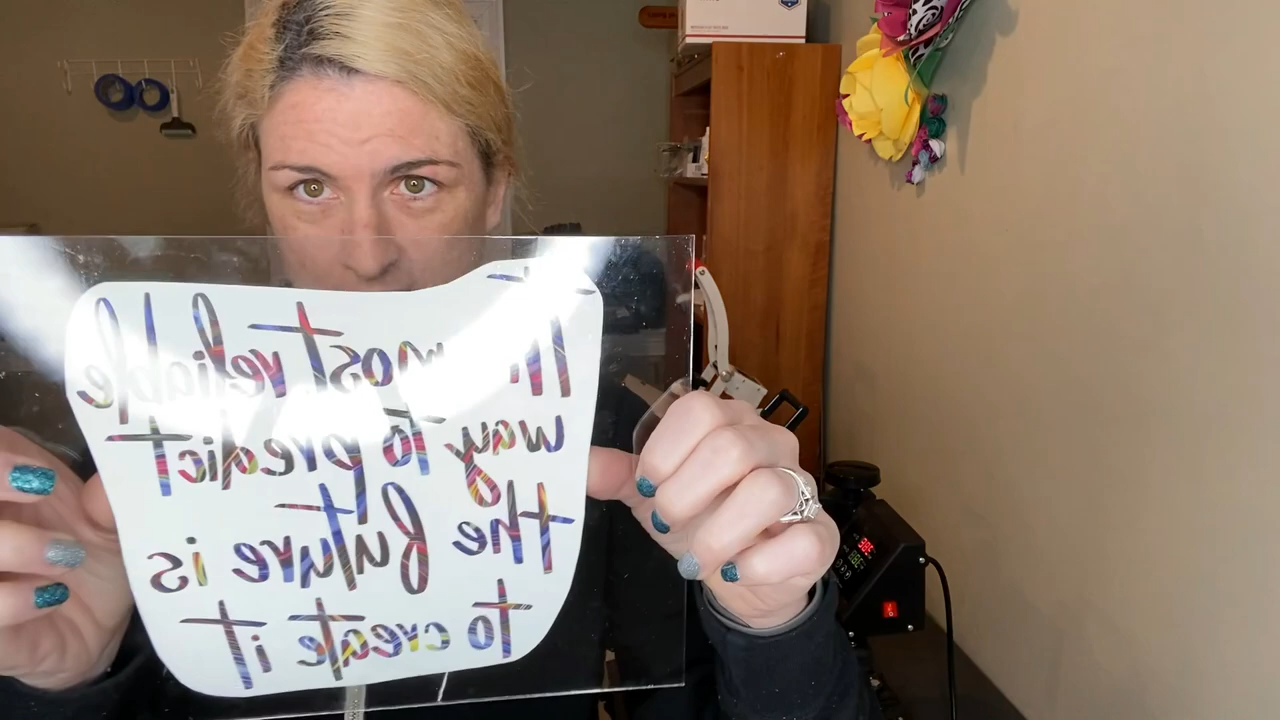 The most reliable
way to predict
the future is
to create it